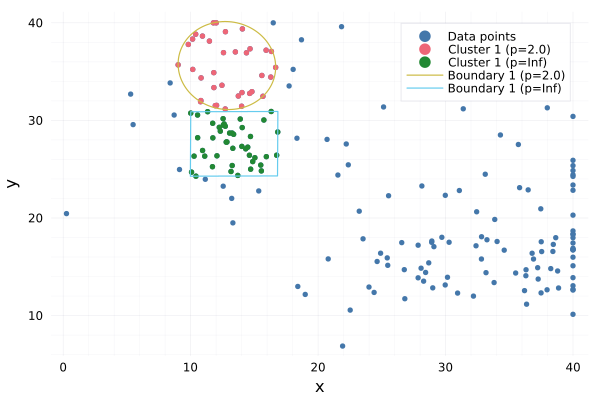 40
30
20
10
y
0
10
20
30
40
x
Data points
Cluster 1 (p=2.0)
Cluster 1 (p=Inf)
Boundary 1 (p=2.0)
Boundary 1 (p=Inf)